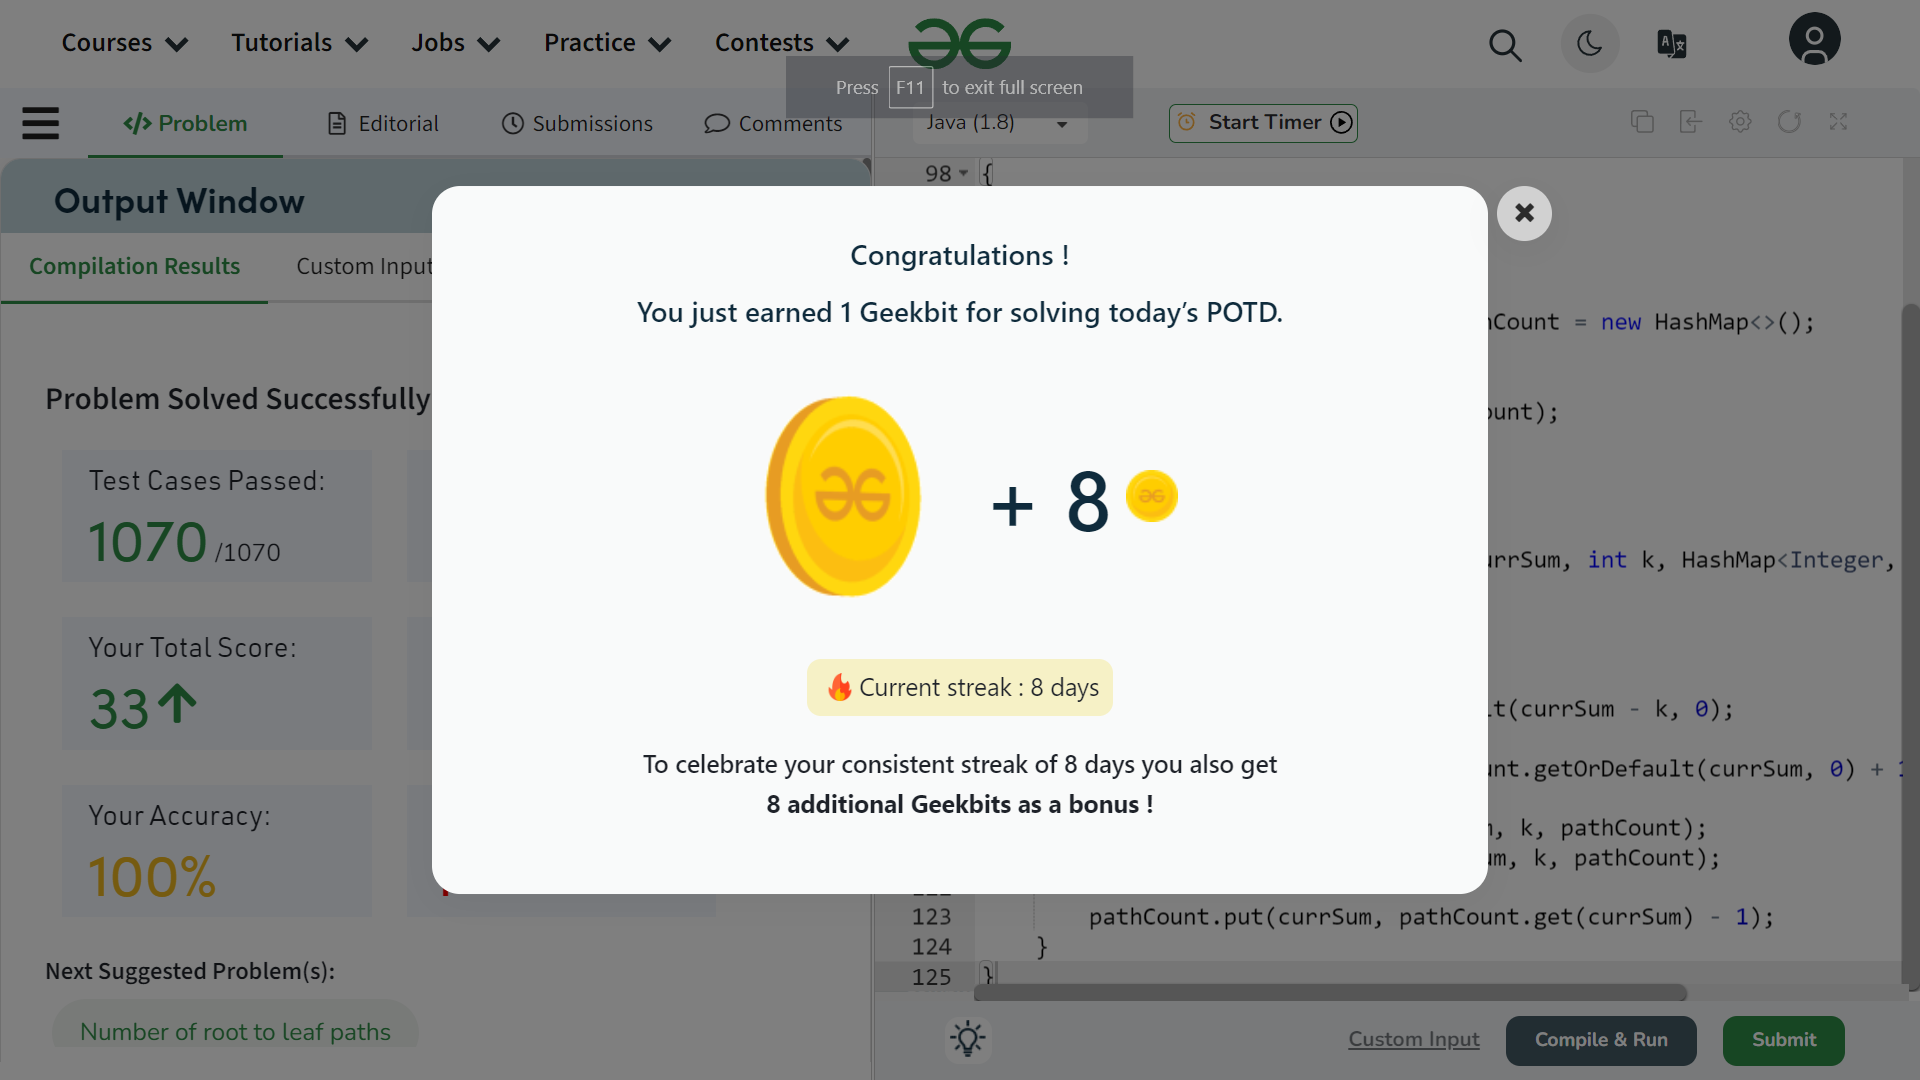 Courses Tutorials Jobs Practice Contests
Press F11 to exit full screen
</> Problem Editorial Submissions Comments
Java (1.8) Start Timer
Output Window
Compilation Results Custom Input
Problem Solved Successfully
Test Cases Passed:
1070 /1070
Your Total Score:
33
Your Accuracy:
100%
Next Suggested Problem(s):
Number of root to leaf paths
Congratulations !
You just earned 1 Geekbit for solving today’s POTD.
+ 8
Current streak : 8 days
To celebrate your consistent streak of 8 days you also get
8 additional Geekbits as a bonus !
98 {
= new HashMap<>();
int k, HashMap<Integer,
(currSum - k, 0);
.getOrDefault(currSum, 0) +
, k, pathCount);
, k, pathCount);
123 pathCount.put(currSum, pathCount.get(currSum) - 1);
124 }
125 }
Custom Input Compile & Run Submit